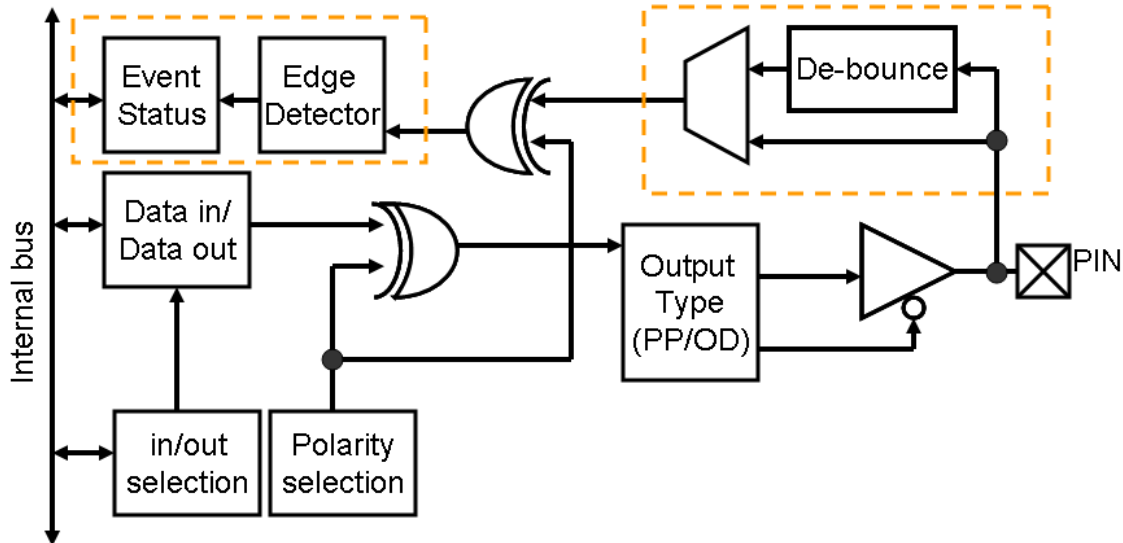 Event
Status
Edge
Detector
De-bounce
Data in/
Data out
Output
Type
(PP/OD)
PIN
Internal bus
in/out
selection
Polarity
selection